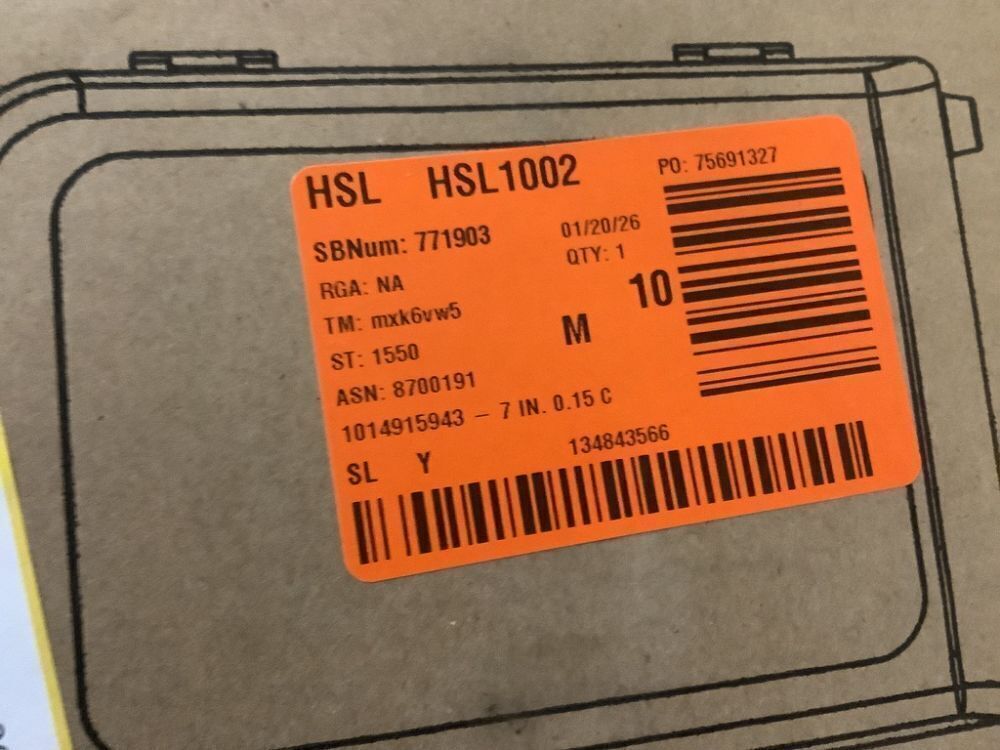 HSL HSL1002
PO: 75691327
SBNum: 771903
01/20/26
RGA: NA
QTY: 1
TM: mxk6vw5
10
ST: 1550
M
ASN: 8700191
1014915943 – 7 IN. 0.15 C
SL Y
134843566